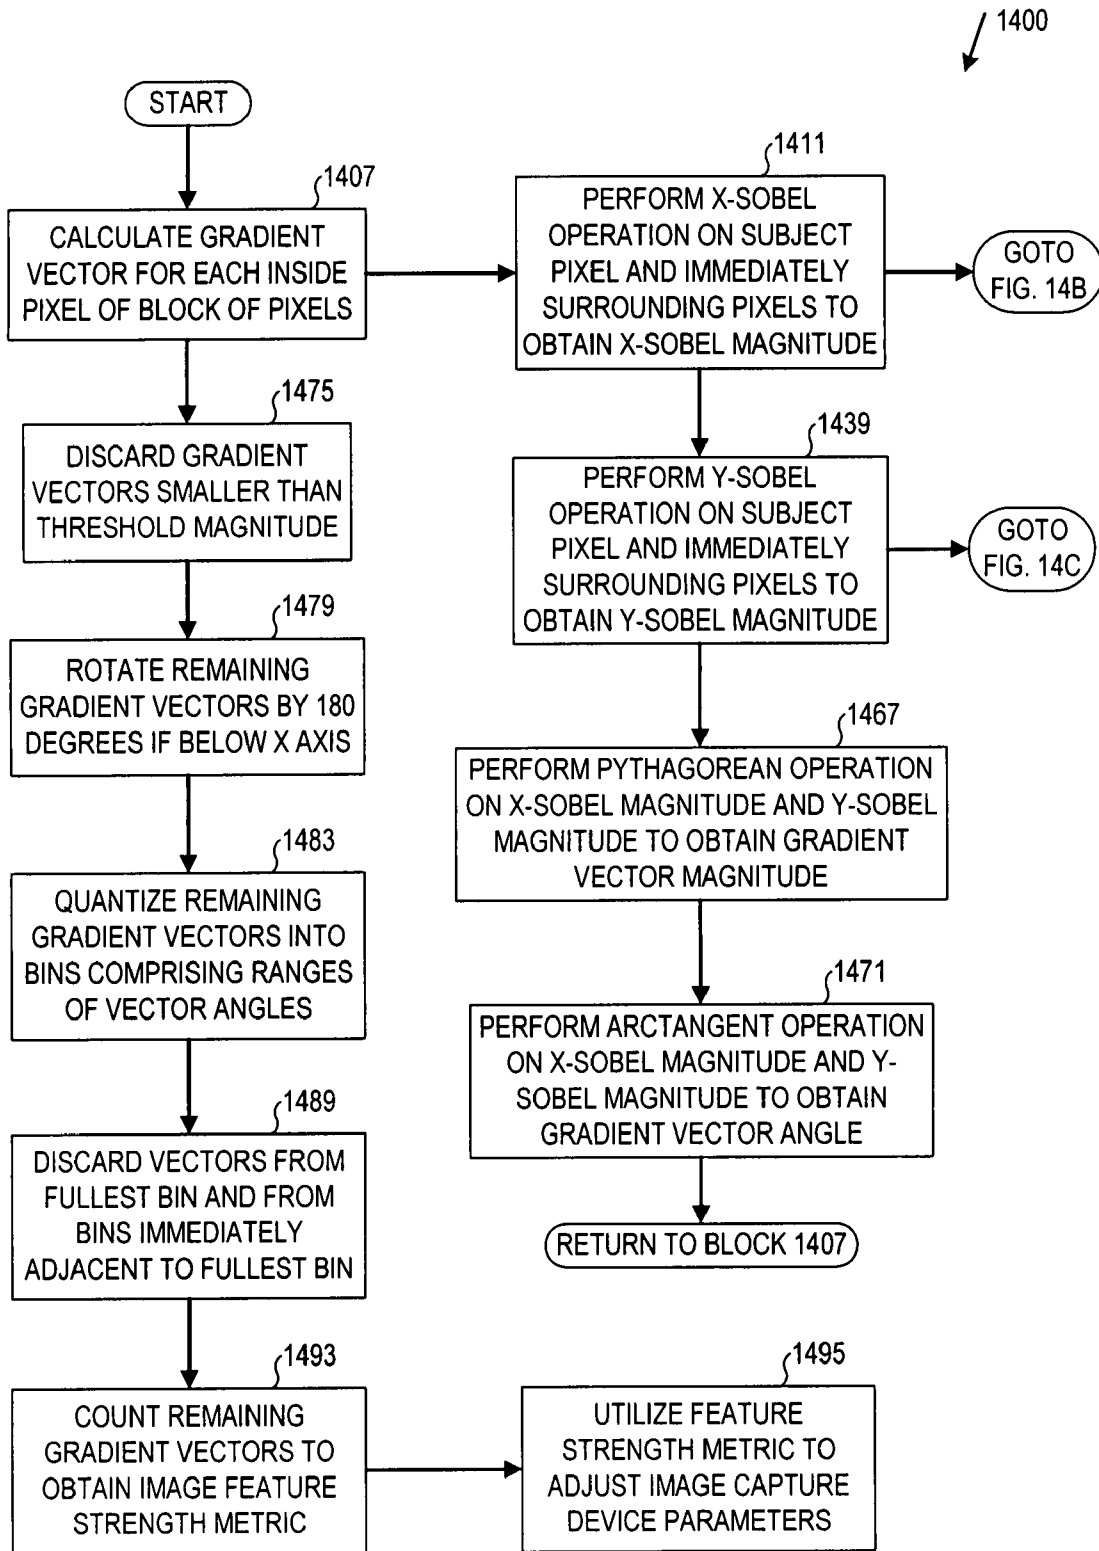 1400
START
1407
CALCULATE GRADIENT
VECTOR FOR EACH INSIDE
PIXEL OF BLOCK OF PIXELS
1411
PERFORM X-SOBEL
OPERATION ON SUBJECT
PIXEL AND IMMEDIATELY
SURROUNDING PIXELS TO
OBTAIN X-SOBEL MAGNITUDE
GOTO
FIG. 14B
1475
DISCARD GRADIENT
VECTORS SMALLER THAN
THRESHOLD MAGNITUDE
1439
PERFORM Y-SOBEL
OPERATION ON SUBJECT
PIXEL AND IMMEDIATELY
SURROUNDING PIXELS TO
OBTAIN Y-SOBEL MAGNITUDE
GOTO
FIG. 14C
1479
ROTATE REMAINING
GRADIENT VECTORS BY 180
DEGREES IF BELOW X AXIS
1467
PERFORM PYTHAGOREAN OPERATION
ON X-SOBEL MAGNITUDE AND Y-SOBEL
MAGNITUDE TO OBTAIN GRADIENT
VECTOR MAGNITUDE
1483
QUANTIZE REMAINING
GRADIENT VECTORS INTO
BINS COMPRISING RANGES
OF VECTOR ANGLES
1471
PERFORM ARCTANGENT OPERATION
ON X-SOBEL MAGNITUDE AND Y-
SOBEL MAGNITUDE TO OBTAIN
GRADIENT VECTOR ANGLE
1489
DISCARD VECTORS FROM
FULLEST BIN AND FROM
BINS IMMEDIATELY
ADJACENT TO FULLEST BIN
RETURN TO BLOCK 1407
1493
COUNT REMAINING
GRADIENT VECTORS TO
OBTAIN IMAGE FEATURE
STRENGTH METRIC
1495
UTILIZE FEATURE
STRENGTH METRIC TO
ADJUST IMAGE CAPTURE
DEVICE PARAMETERS